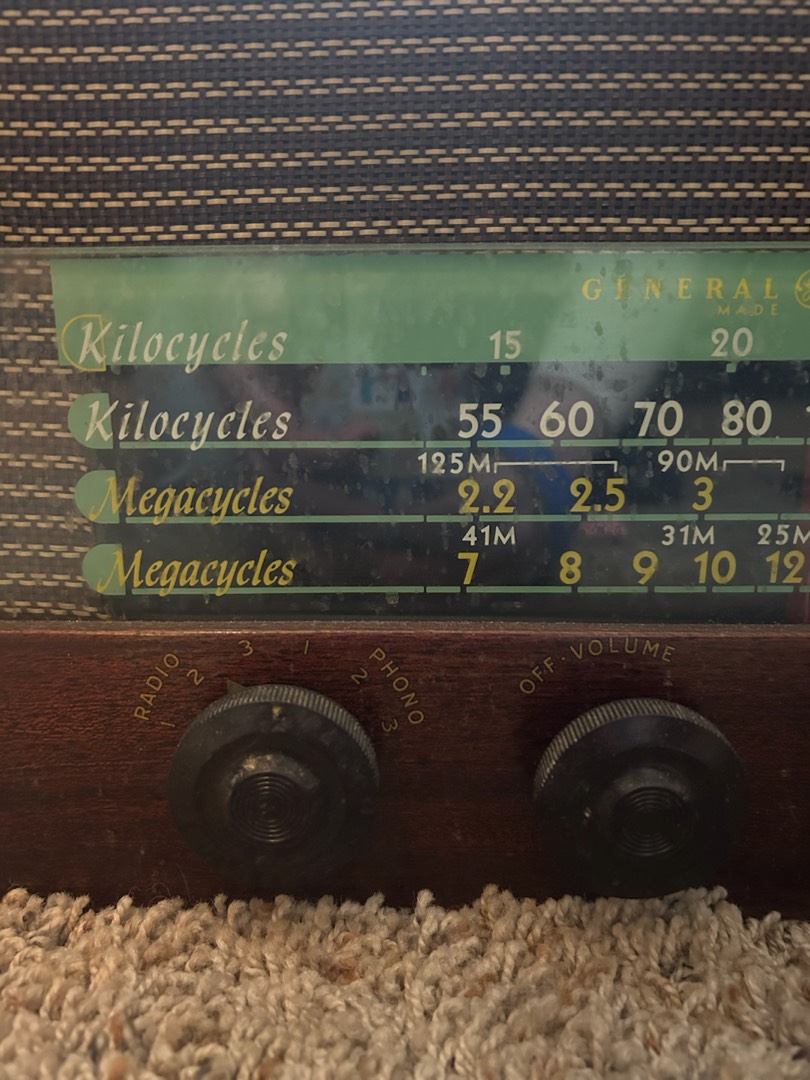 GENERAL
MADE
Kilocycles 15 20
Kilocycles 55 60 70 80
125M 90M
Megacycles 2.2 2.5 3
41M 31M 25M
Megacycles 7 8 9 10 12
RADIO 1 2 3 PHONO 1 2 3
OFF·VOLUME